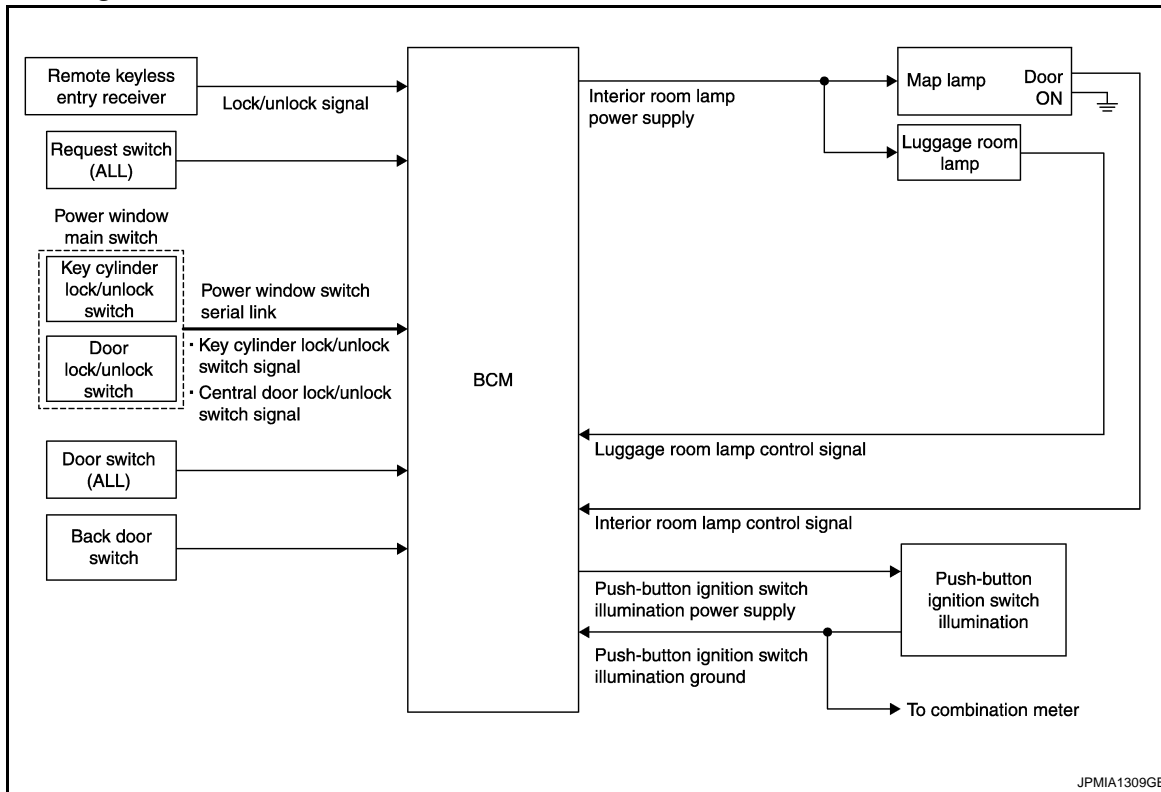 Remote keyless
entry receiver
Lock/unlock signal
Request switch
(ALL)
Power window
main switch
Key cylinder
lock/unlock
switch
Door
lock/unlock
switch
Power window switch
serial link
· Key cylinder lock/unlock
switch signal
· Central door lock/unlock
switch signal
Door switch
(ALL)
Back door
switch
BCM
Interior room lamp
power supply
Map lamp
Door
ON
Luggage room
lamp
Luggage room lamp control signal
Interior room lamp control signal
Push-button ignition switch
illumination power supply
Push-button
ignition switch
illumination
Push-button ignition switch
illumination ground
To combination meter